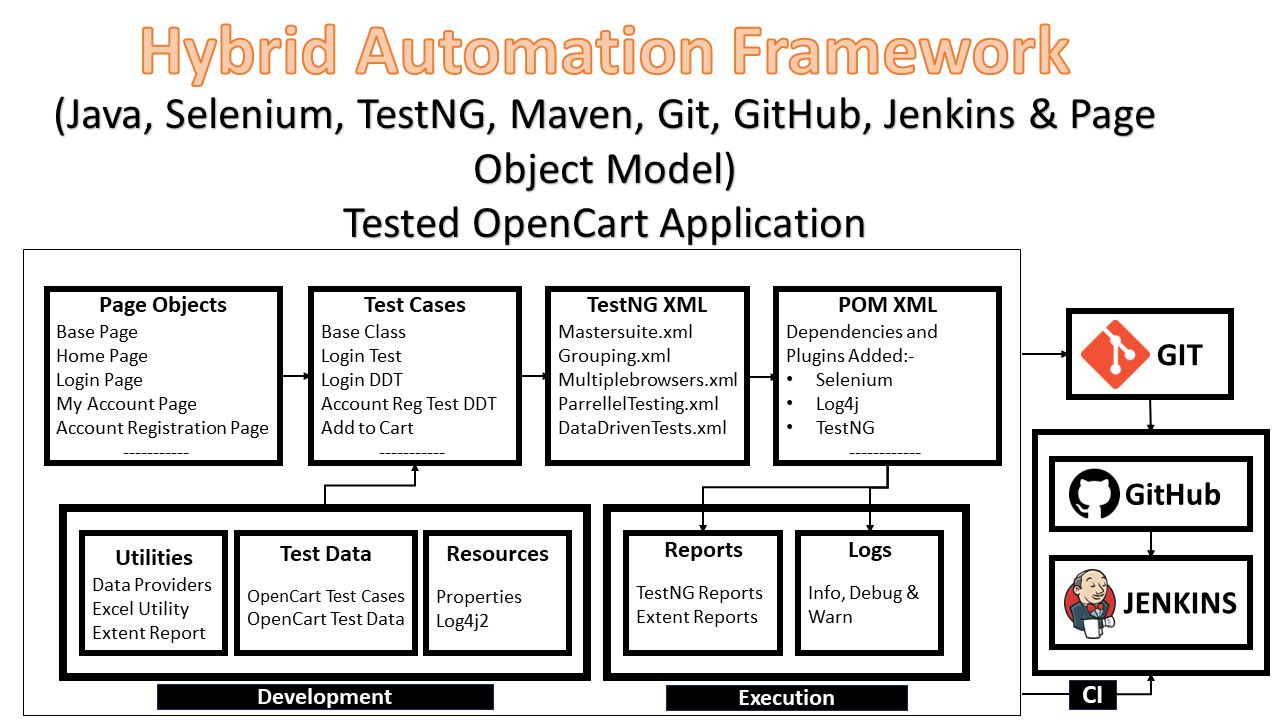 Hybrid Automation Framework
(Java, Selenium, TestNG, Maven, Git, GitHub, Jenkins & Page
Object Model)
Tested OpenCart Application
Page Objects
Base Page
Home Page
Login Page
My Account Page
Account Registration Page
-----------
Test Cases
Base Class
Login Test
Login DDT
Account Reg Test DDT
Add to Cart
-----------
TestNG XML
Mastersuite.xml
Grouping.xml
Multiplebrowsers.xml
ParrellelTesting.xml
DataDrivenTests.xml
POM XML
Dependencies and
Plugins Added:-
• Selenium
• Log4j
• TestNG
------------
GIT
GitHub
JENKINS
Utilities
Data Providers
Excel Utility
Extent Report
Test Data
OpenCart Test Cases
OpenCart Test Data
Resources
Properties
Log4j2
Reports
TestNG Reports
Extent Reports
Logs
Info, Debug &
Warn
Development
Execution
CI